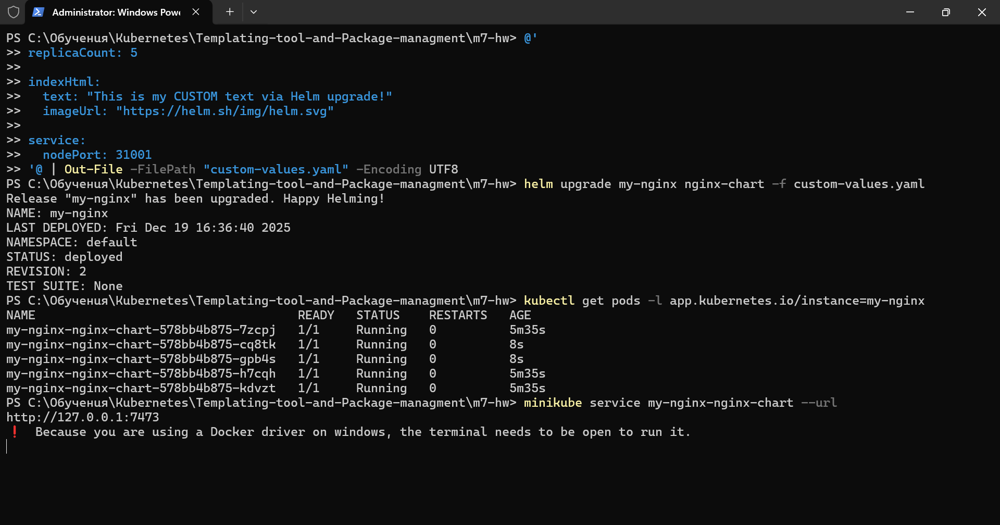 Administrator: Windows Powe
PS C:\Обучения\Kubernetes\Templating-tool-and-Package-managment\m7-hw> @'
>> replicaCount: 5
>>
>> indexHtml:
>>   text: "This is my CUSTOM text via Helm upgrade!"
>>   imageUrl: "https://helm.sh/img/helm.svg"
>>
>> service:
>>   nodePort: 31001
>> '@ | Out-File -FilePath "custom-values.yaml" -Encoding UTF8
PS C:\Обучения\Kubernetes\Templating-tool-and-Package-managment\m7-hw> helm upgrade my-nginx nginx-chart -f custom-values.yaml
Release "my-nginx" has been upgraded. Happy Helming!
NAME: my-nginx
LAST DEPLOYED: Fri Dec 19 16:36:40 2025
NAMESPACE: default
STATUS: deployed
REVISION: 2
TEST SUITE: None
PS C:\Обучения\Kubernetes\Templating-tool-and-Package-managment\m7-hw> kubectl get pods -l app.kubernetes.io/instance=my-nginx
NAME                                    READY   STATUS    RESTARTS   AGE
my-nginx-nginx-chart-578bb4b875-7zcpj   1/1     Running   0          5m35s
my-nginx-nginx-chart-578bb4b875-cq8tk   1/1     Running   0          8s
my-nginx-nginx-chart-578bb4b875-gpb4s   1/1     Running   0          8s
my-nginx-nginx-chart-578bb4b875-h7cqh   1/1     Running   0          5m35s
my-nginx-nginx-chart-578bb4b875-kdvzt   1/1     Running   0          5m35s
PS C:\Обучения\Kubernetes\Templating-tool-and-Package-managment\m7-hw> minikube service my-nginx-nginx-chart --url
http://127.0.0.1:7473
❗  Because you are using a Docker driver on windows, the terminal needs to be open to run it.